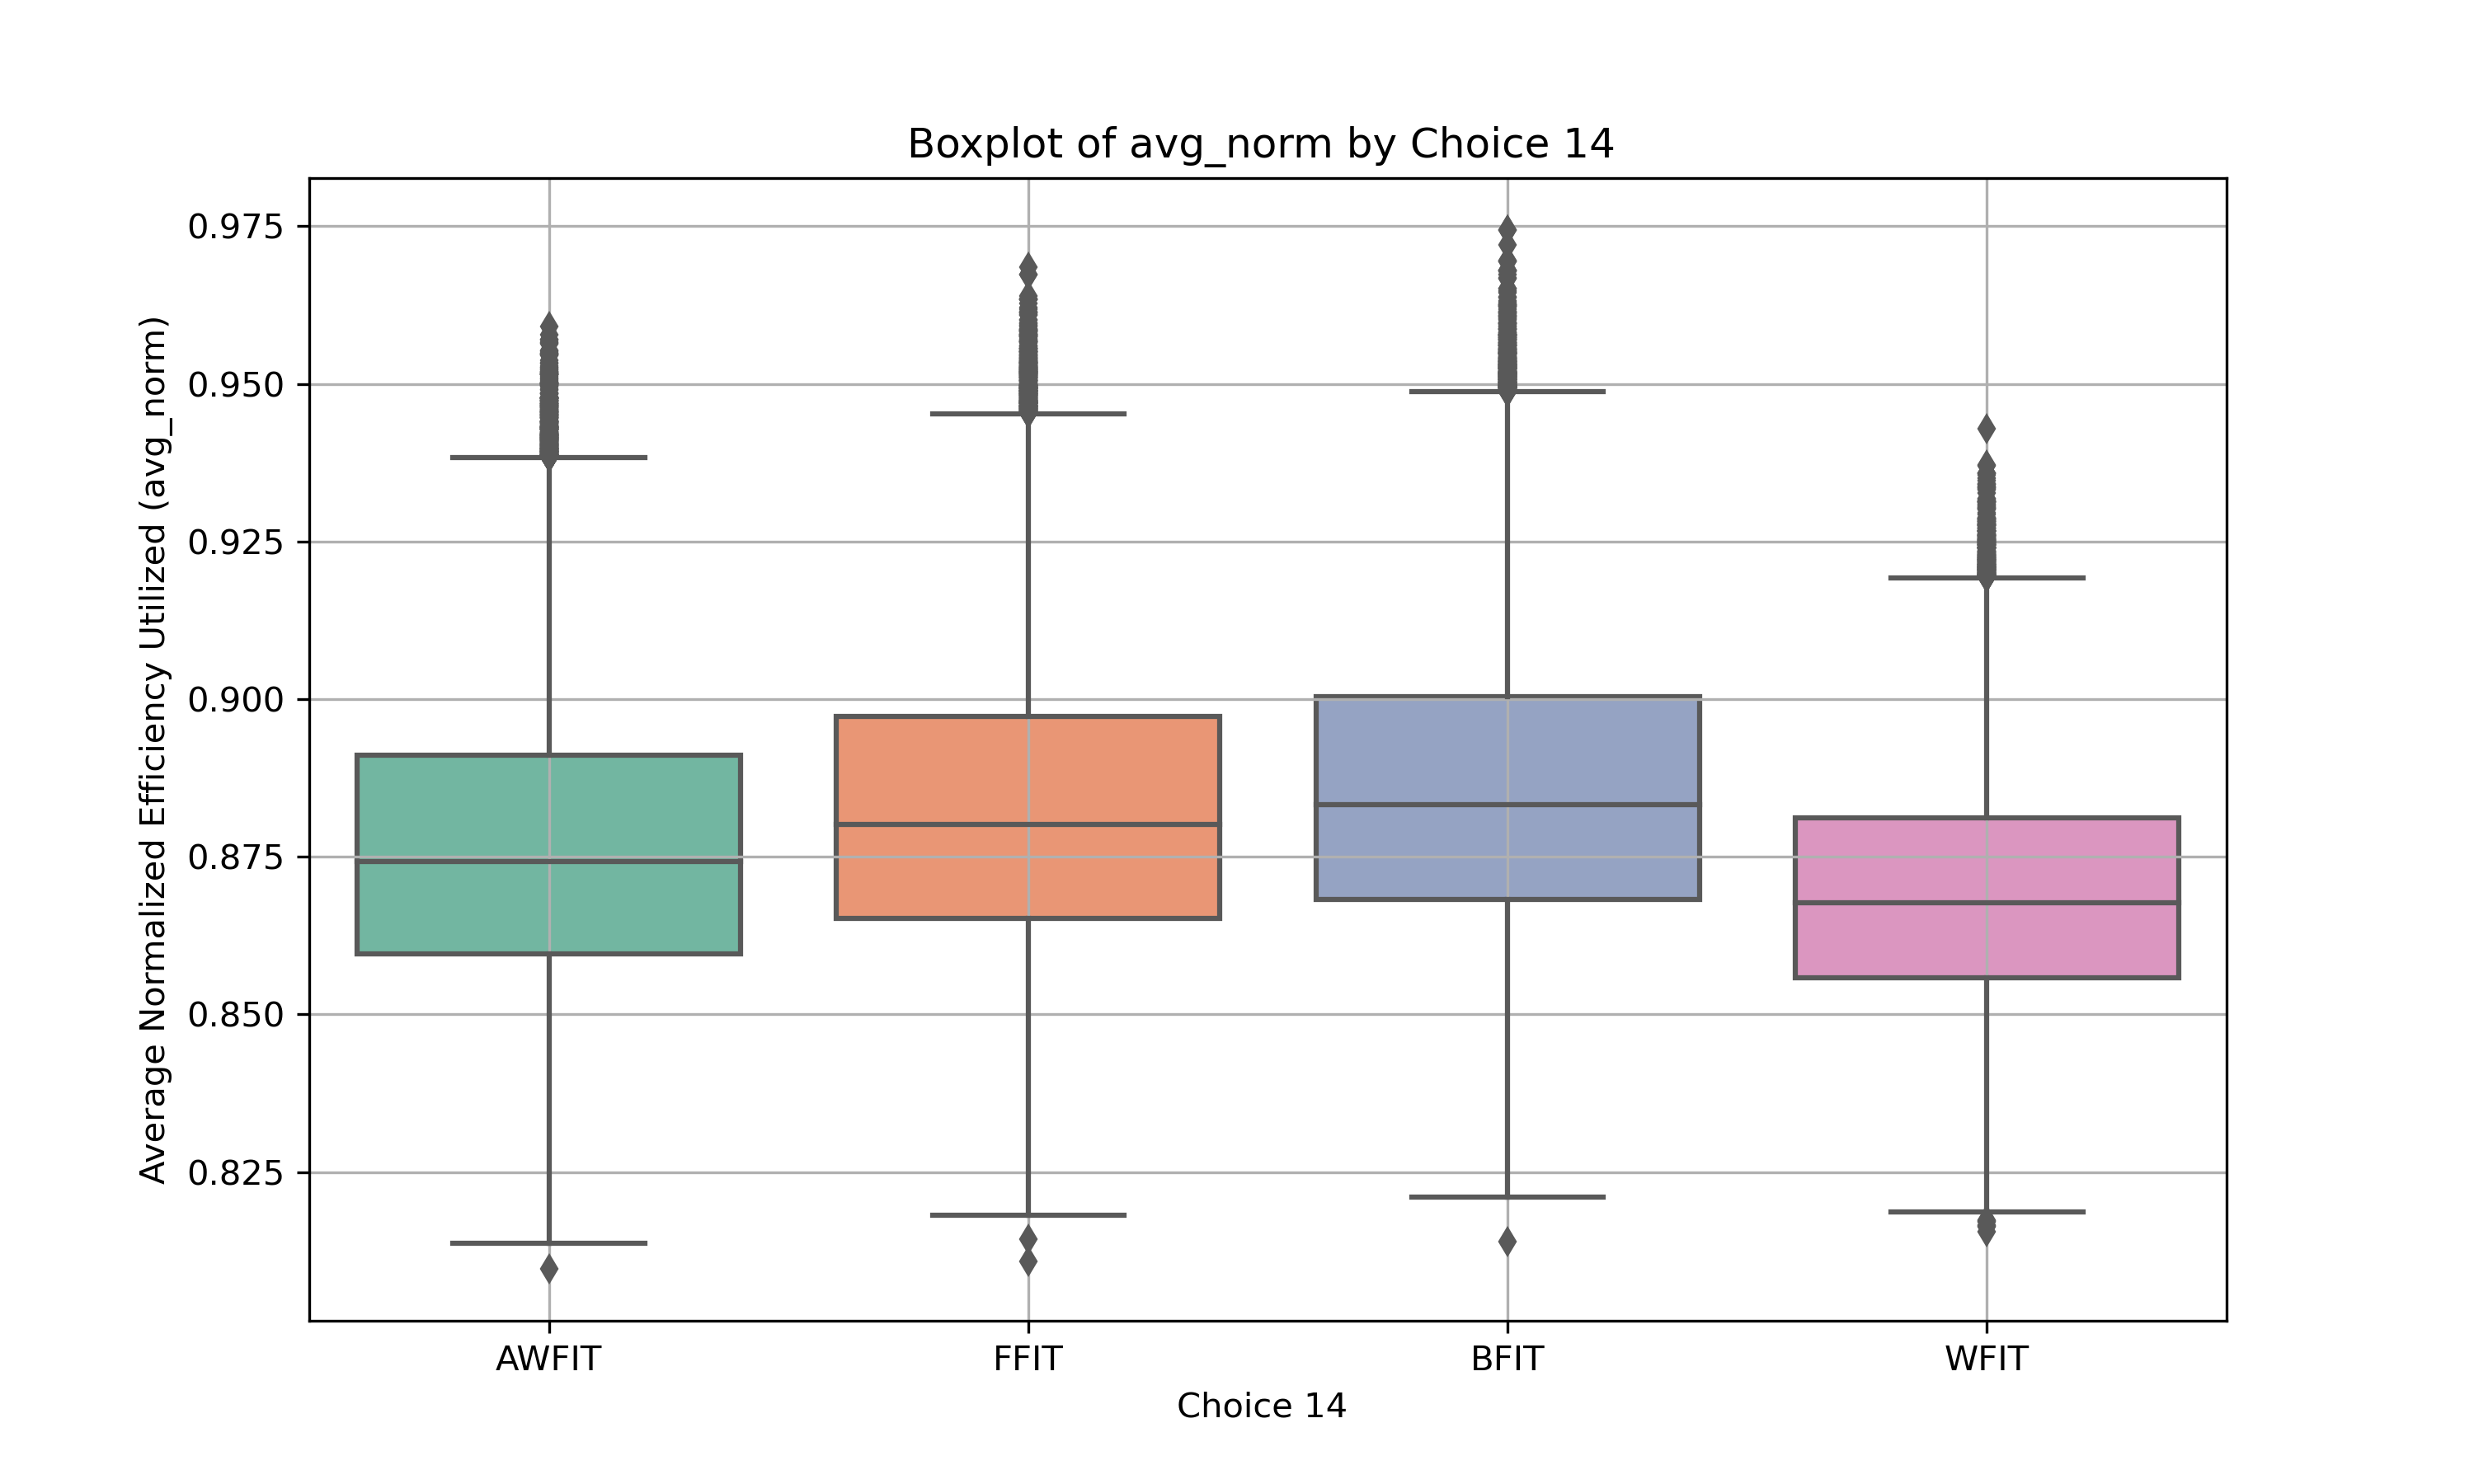 Boxplot of avg_norm by Choice 14
Average Normalized Efficiency Utilized (avg_norm)
0.975
0.950
0.925
0.900
0.875
0.850
0.825
AWFIT
FFIT
BFIT
WFIT
Choice 14